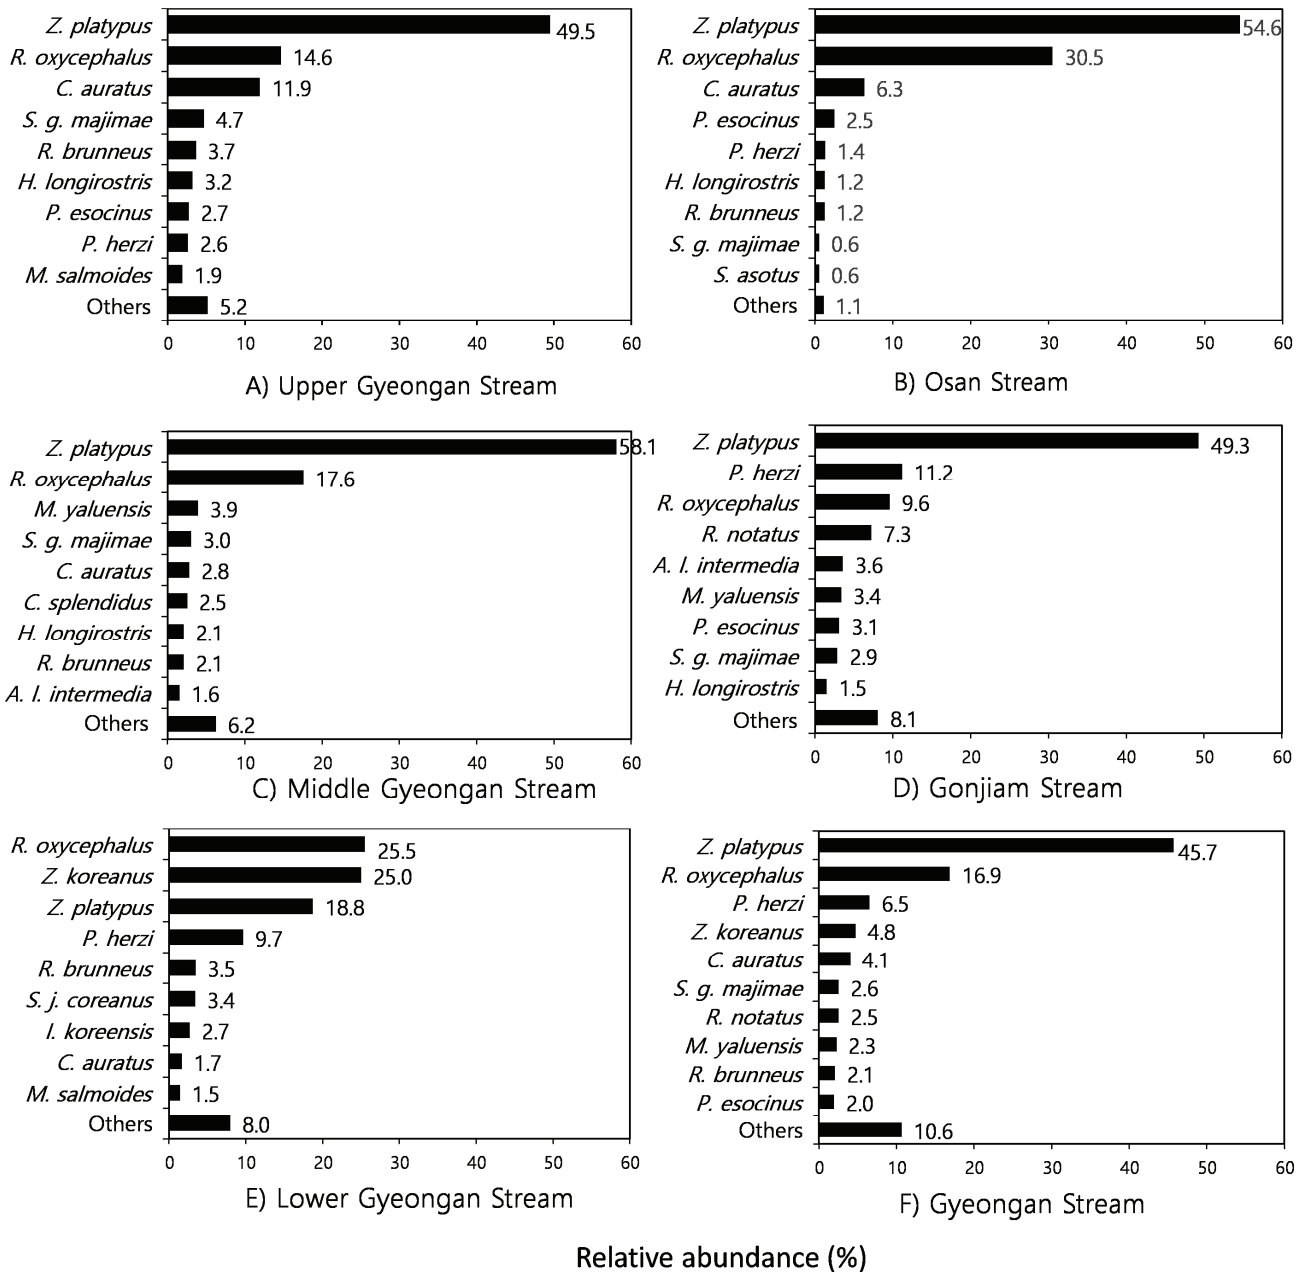 Z. platypus 49.5
R. oxycephalus 14.6
C. auratus 11.9
S. g. majimae 4.7
R. brunneus 3.7
H. longirostris 3.2
P. esocinus 2.7
P. herzi 2.6
M. salmoides 1.9
Others 5.2
0 10 20 30 40 50 60
A) Upper Gyeongan Stream
Z. platypus 54.6
R. oxycephalus 30.5
C. auratus 6.3
P. esocinus 2.5
P. herzi 1.4
H. longirostris 1.2
R. brunneus 1.2
S. g. majimae 0.6
S. asotus 0.6
Others 1.1
0 10 20 30 40 50 60
B) Osan Stream
Z. platypus 58.1
R. oxycephalus 17.6
M. yaluensis 3.9
S. g. majimae 3.0
C. auratus 2.8
C. splendidus 2.5
H. longirostris 2.1
R. brunneus 2.1
A. l. intermedia 1.6
Others 6.2
0 10 20 30 40 50 60
C) Middle Gyeongan Stream
Z. platypus 49.3
P. herzi 11.2
R. oxycephalus 9.6
R. notatus 7.3
A. l. intermedia 3.6
M. yaluensis 3.4
P. esocinus 3.1
S. g. majimae 2.9
H. longirostris 1.5
Others 8.1
0 10 20 30 40 50 60
D) Gonjiam Stream
R. oxycephalus 25.5
Z. koreanus 25.0
Z. platypus 18.8
P. herzi 9.7
R. brunneus 3.5
S. j. coreanus 3.4
I. koreensis 2.7
C. auratus 1.7
M. salmoides 1.5
Others 8.0
0 10 20 30 40 50 60
E) Lower Gyeongan Stream
Z. platypus 45.7
R. oxycephalus 16.9
P. herzi 6.5
Z. koreanus 4.8
C. auratus 4.1
S. g. majimae 2.6
R. notatus 2.5
M. yaluensis 2.3
R. brunneus 2.1
P. esocinus 2.0
Others 10.6
0 10 20 30 40 50 60
F) Gyeongan Stream
Relative abundance (%)